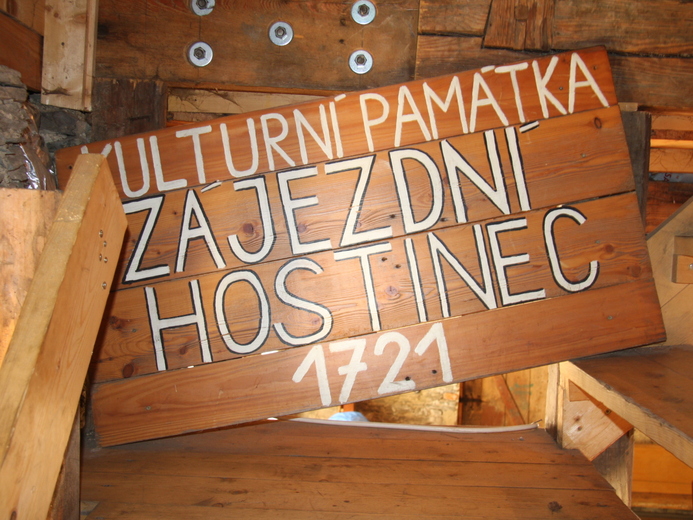 KULTURNÍ PAMÁTKA
ZÁJEZDNÍ
HOSTINEC
1721